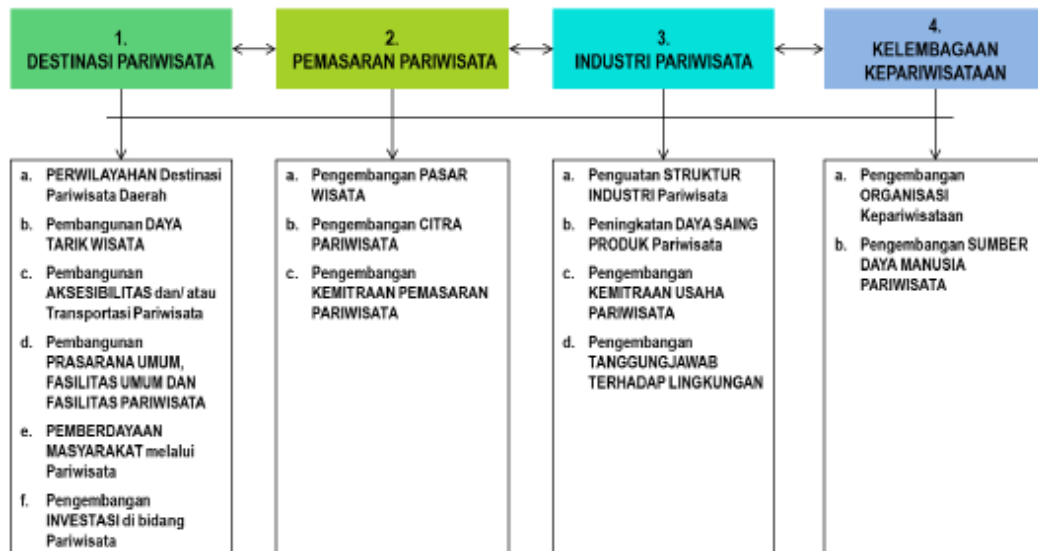 1.
DESTINASI PARIWISATA
2.
PEMASARAN PARIWISATA
3.
INDUSTRI PARIWISATA
4.
KELEMBAGAAN
KEPARIWISATAAN
a. PERWILAYAHAN Destinasi
Pariwisata Daerah
b. Pembangunan DAYA
TARIK WISATA
c. Pembangunan
AKSESIBILITAS dan/ atau
Transportasi Pariwisata
d. Pembangunan
PRASARANA UMUM,
FASILITAS UMUM DAN
FASILITAS PARIWISATA
e. PEMBERDAYAAN
MASYARAKAT melalui
Pariwisata
f. Pengembangan
INVESTASI di bidang
Pariwisata
a. Pengembangan PASAR
WISATA
b. Pengembangan CITRA
PARIWISATA
c. Pengembangan
KEMITRAAN PEMASARAN
PARIWISATA
a. Penguatan STRUKTUR
INDUSTRI Pariwisata
b. Peningkatan DAYA SAING
PRODUK Pariwisata
c. Pengembangan
KEMITRAAN USAHA
PARIWISATA
d. Pengembangan
TANGGUNGJAWAB
TERHADAP LINGKUNGAN
a. Pengembangan
ORGANISASI
Kepariwisataan
b. Pengembangan SUMBER
DAYA MANUSIA
PARIWISATA